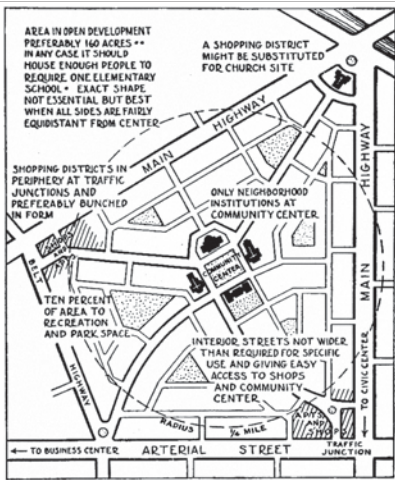 AREA IN OPEN DEVELOPMENT
PREFERABLY 160 ACRES **
IN ANY CASE IT SHOULD
HOUSE ENOUGH PEOPLE TO
REQUIRE ONE ELEMENTARY
SCHOOL * EXACT SHAPE
NOT ESSENTIAL BUT BEST
WHEN ALL SIDES ARE FAIRLY
EQUIDISTANT FROM CENTER
A SHOPPING DISTRICT
MIGHT BE SUBSTITUTED
FOR CHURCH SITE
MAIN HIGHWAY
SHOPPING DISTRICTS IN
PERIPHERY AT TRAFFIC
JUNCTIONS AND
PREFERABLY BUNCHED
IN FORM
ONLY NEIGHBORHOOD
INSTITUTIONS AT
COMMUNITY CENTER
MAIN HIGHWAY
COMMUNITY
CENTER
BELT HIGHWAY
TEN PERCENT
OF AREA TO
RECREATION
AND PARK SPACE
INTERIOR STREETS NOT WIDER
THAN REQUIRED FOR SPECIFIC
USE AND GIVING EASY
ACCESS TO SHOPS
AND COMMUNITY
CENTER
TO CIVIC CENTER
RADIUS 1/4 MILE
APTS.
AND
SHOPS
TO BUSINESS CENTER
ARTERIAL STREET
TRAFFIC
JUNCTION